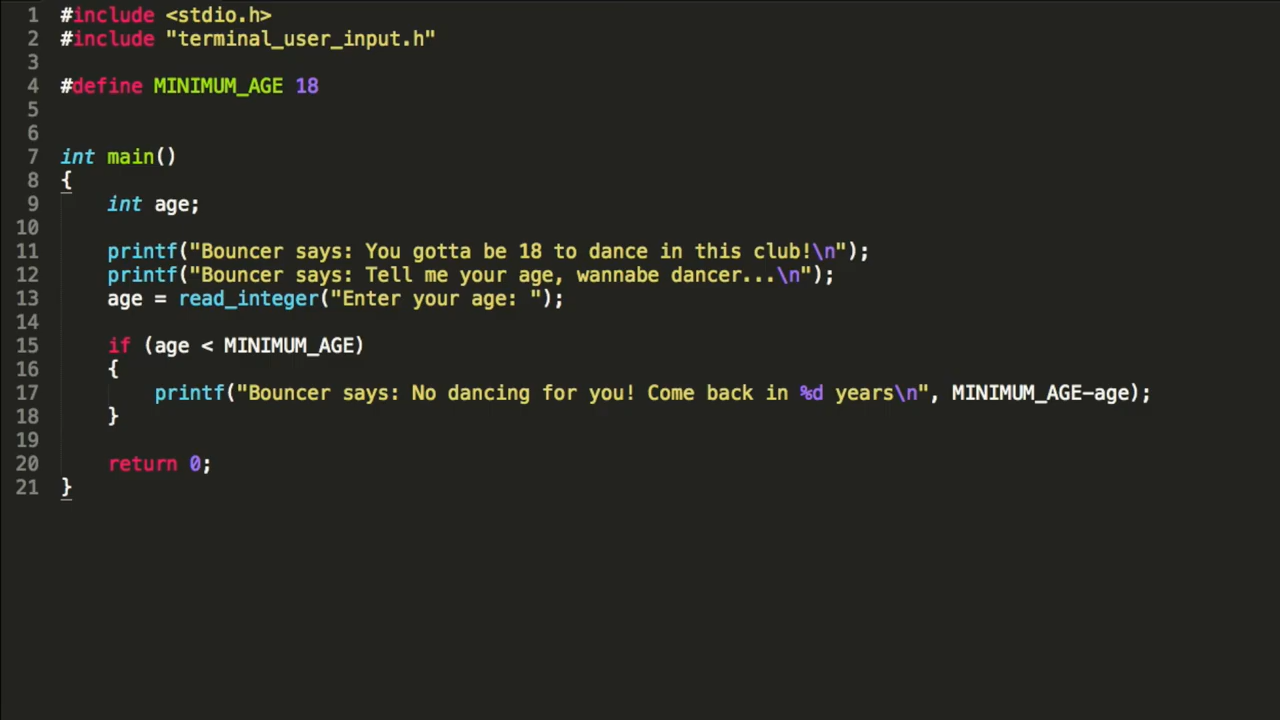 1 #include <stdio.h>
2 #include "terminal_user_input.h"
3
4 #define MINIMUM_AGE 18
5
6
7 int main()
8 {
9     int age;
10
11     printf("Bouncer says: You gotta be 18 to dance in this club!\n");
12     printf("Bouncer says: Tell me your age, wannabe dancer...\n");
13     age = read_integer("Enter your age: ");
14
15     if (age < MINIMUM_AGE)
16     {
17         printf("Bouncer says: No dancing for you! Come back in %d years\n", MINIMUM_AGE-age);
18     }
19
20     return 0;
21 }